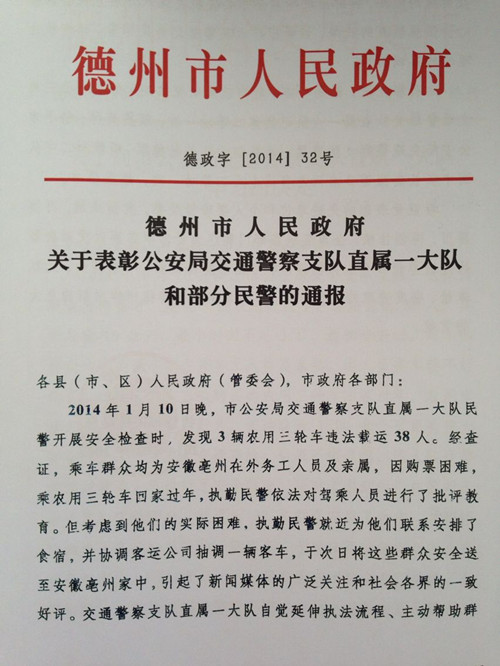 德州市人民政府
德政字 [2014] 32号
德州市人民政府
关于表彰公安局交通警察支队直属一大队
和部分民警的通报
各县（市、区）人民政府（管委会），市政府各部门：
2014年1月10日晚，市公安局交通警察支队直属一大队民
警开展安全检查时，发现3辆农用三轮车违法载运38人。经查
证，乘车群众均为安徽亳州在外务工人员及亲属，因购票困难，
乘农用三轮车回家过年，执勤民警依法对驾乘人员进行了批评教
育。但考虑到他们的实际困难，执勤民警就近为他们联系安排了
食宿，并协调客运公司抽调一辆客车，于次日将这些群众安全送
至安徽亳州家中，引起了新闻媒体的广泛关注和社会各界的一致
好评。交通警察支队直属一大队自觉延伸执法流程、主动帮助群